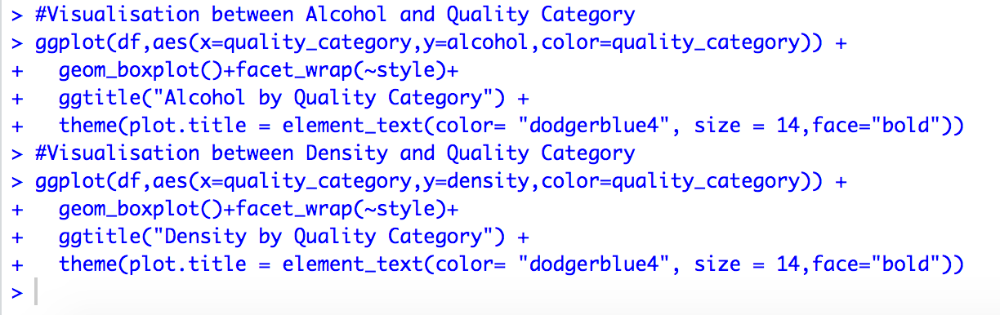 > #Visualisation between Alcohol and Quality Category
> ggplot(df,aes(x=quality_category,y=alcohol,color=quality_category)) +
+   geom_boxplot()+facet_wrap(~style)+
+   ggtitle("Alcohol by Quality Category") +
+   theme(plot.title = element_text(color= "dodgerblue4", size = 14,face="bold"))
> #Visualisation between Density and Quality Category
> ggplot(df,aes(x=quality_category,y=density,color=quality_category)) +
+   geom_boxplot()+facet_wrap(~style)+
+   ggtitle("Density by Quality Category") +
+   theme(plot.title = element_text(color= "dodgerblue4", size = 14,face="bold"))
>